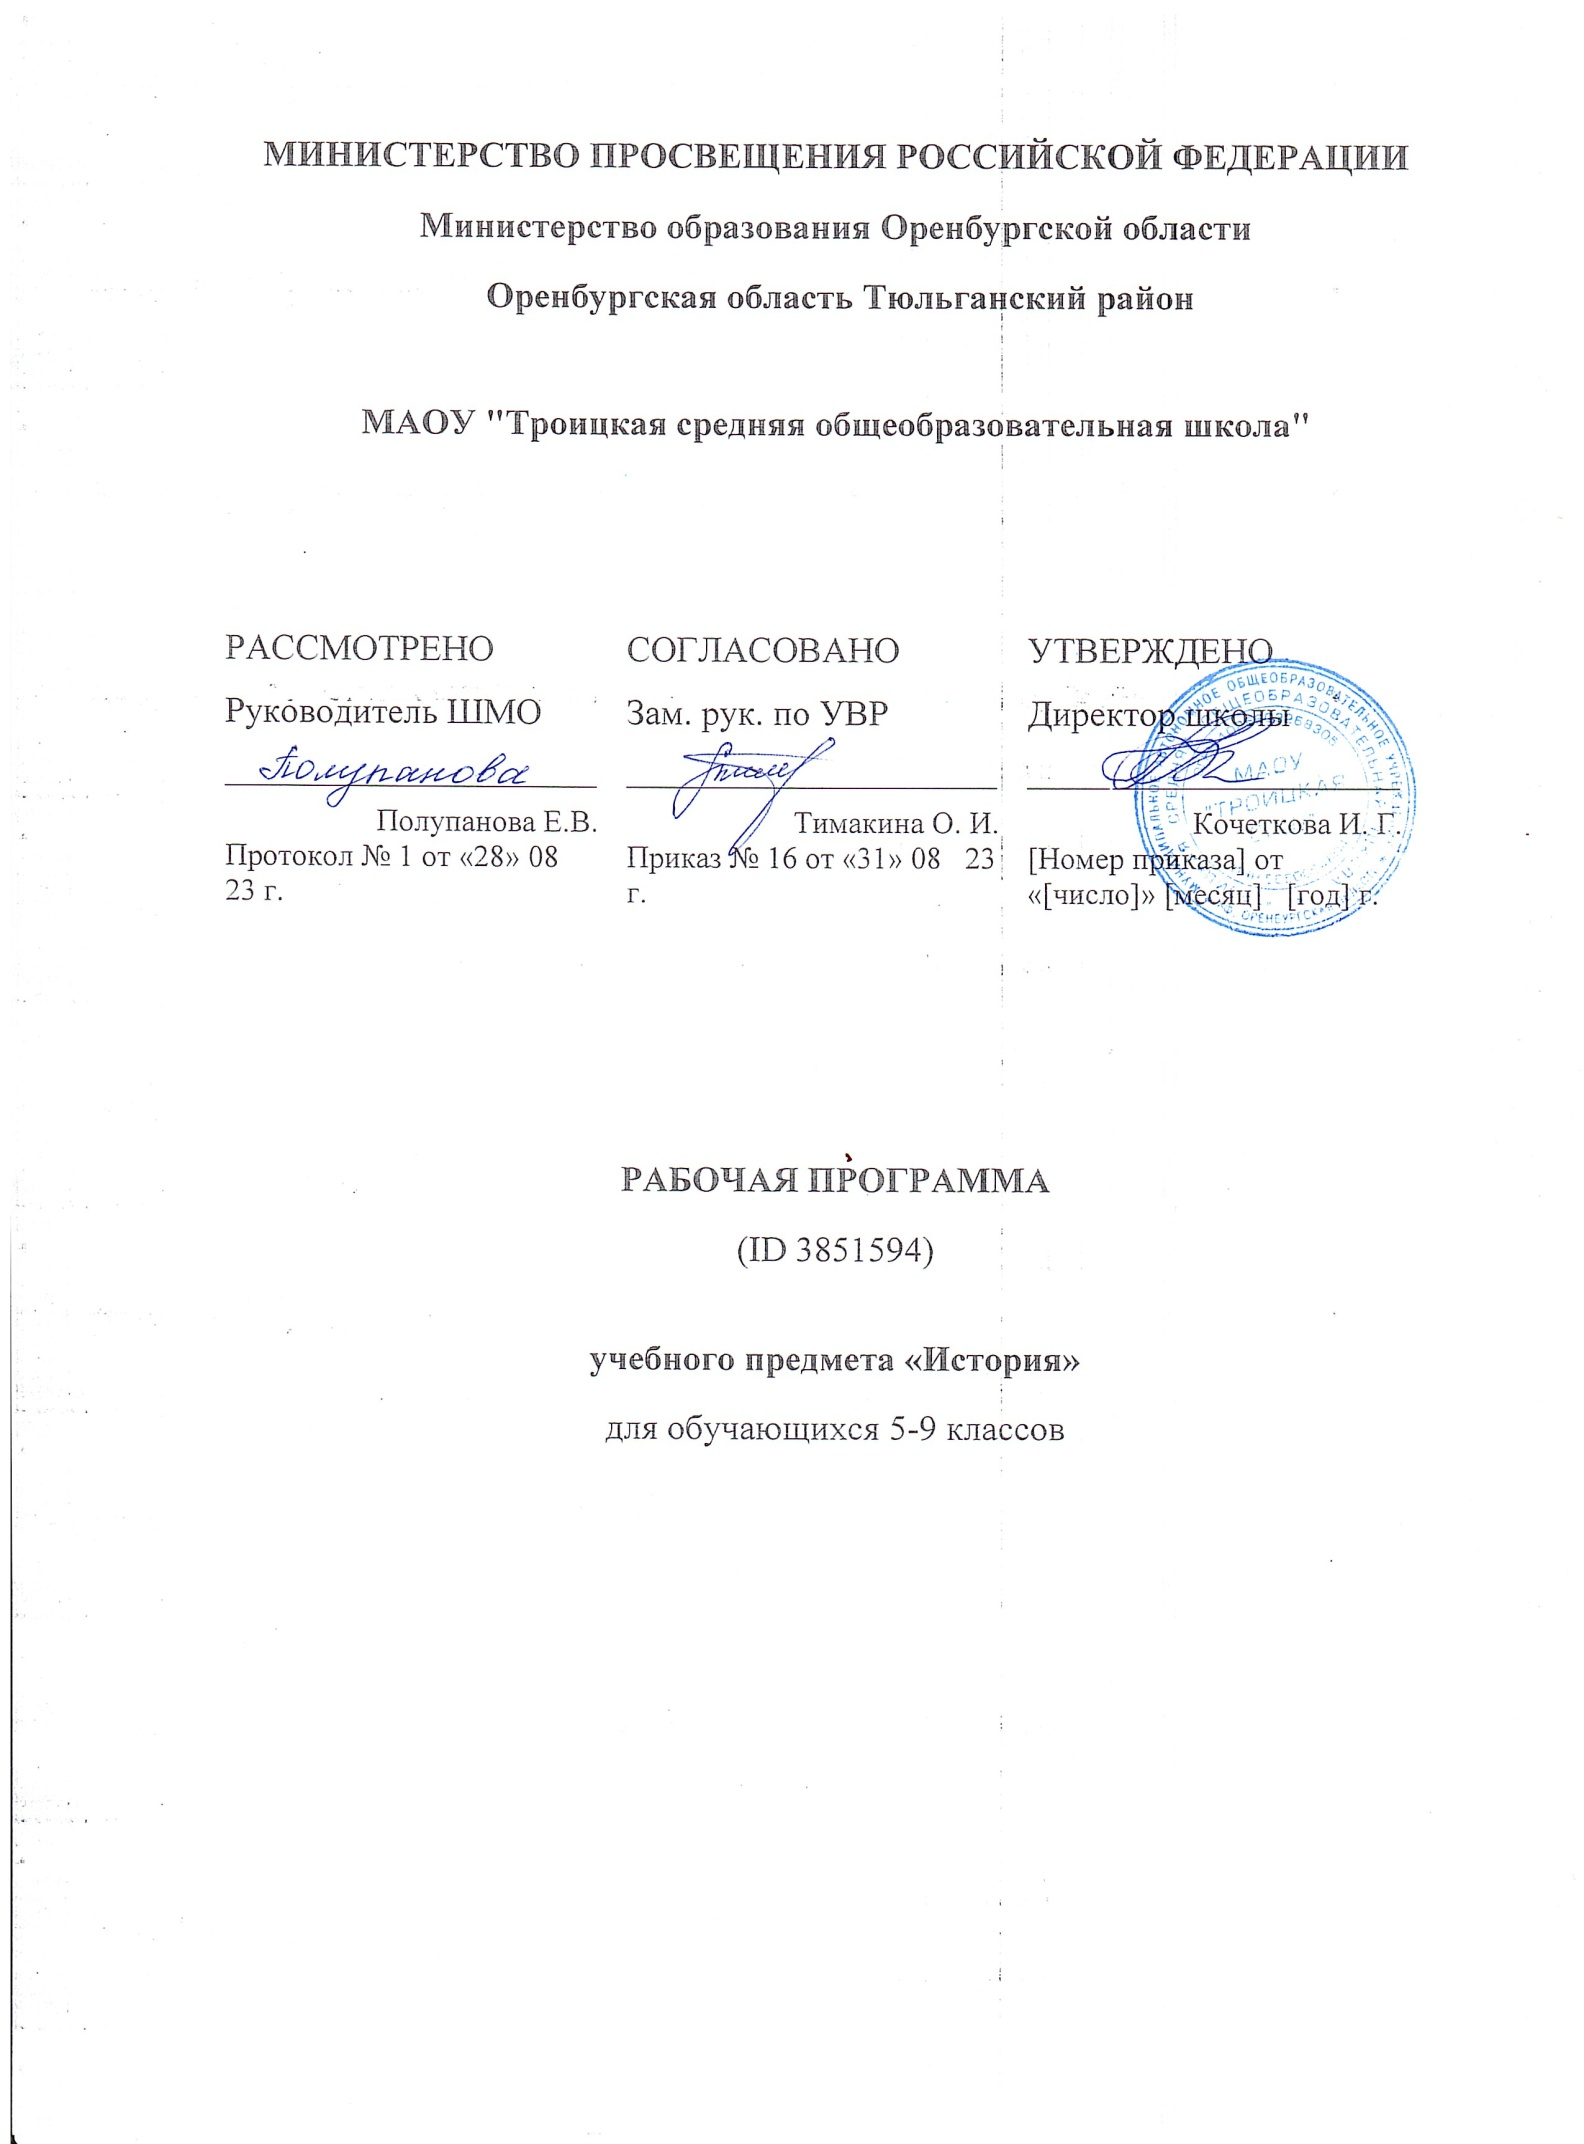 МИНИСТЕРСТВО ПРОСВЕЩЕНИЯ РОССИЙСКОЙ ФЕДЕРАЦИИ
Министерство образования Оренбургской области
Оренбургская область Тюльганский район
МАОУ "Троицкая средняя общеобразовательная школа"
РАССМОТРЕНО
Руководитель ШМО
Полупанова
Полупанова Е.В.
Протокол № 1 от «28» 08
23 г.
СОГЛАСОВАНО
Зам. рук. по УВР
Тимакина О. И.
Приказ № 16 от «31» 08 23
г.
УТВЕРЖДЕНО
Директор школы
Кочеткова И. Г.
[Номер приказа] от
«[число]» [месяц] [год] г.
МАОУ
"ТРОИЦКАЯ
РАБОЧАЯ ПРОГРАММА
(ID 3851594)
учебного предмета «История»
для обучающихся 5-9 классов